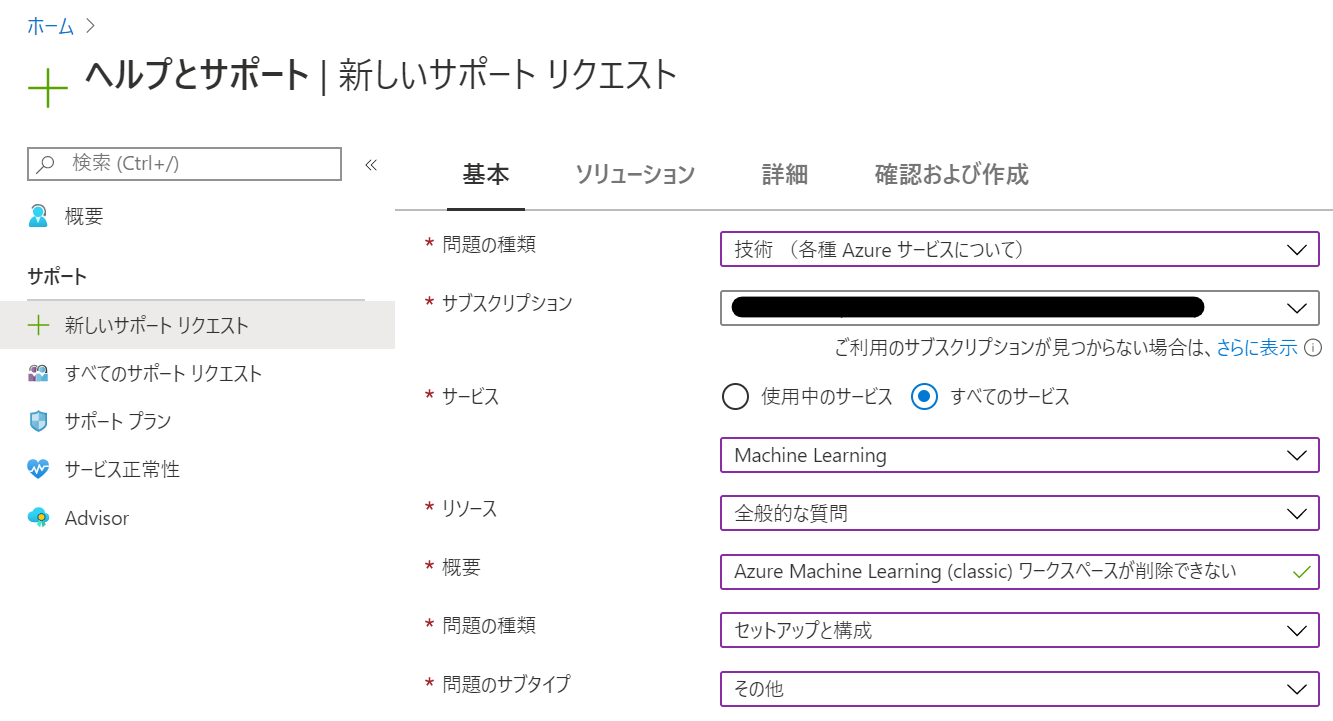 ホーム >
ヘルプとサポート | 新しいサポート リクエスト
検索 (Ctrl+/)
«
概要
サポート
新しいサポート リクエスト
すべてのサポート リクエスト
サポート プラン
サービス正常性
Advisor
基本 ソリューション 詳細 確認および作成
* 問題の種類 技術 （各種 Azure サービスについて）
* サブスクリプション
ご利用のサブスクリプションが見つからない場合は、さらに表示
* サービス 使用中のサービス すべてのサービス
Machine Learning
* リソース 全般的な質問
* 概要 Azure Machine Learning (classic) ワークスペースが削除できない
* 問題の種類 セットアップと構成
* 問題のサブタイプ その他